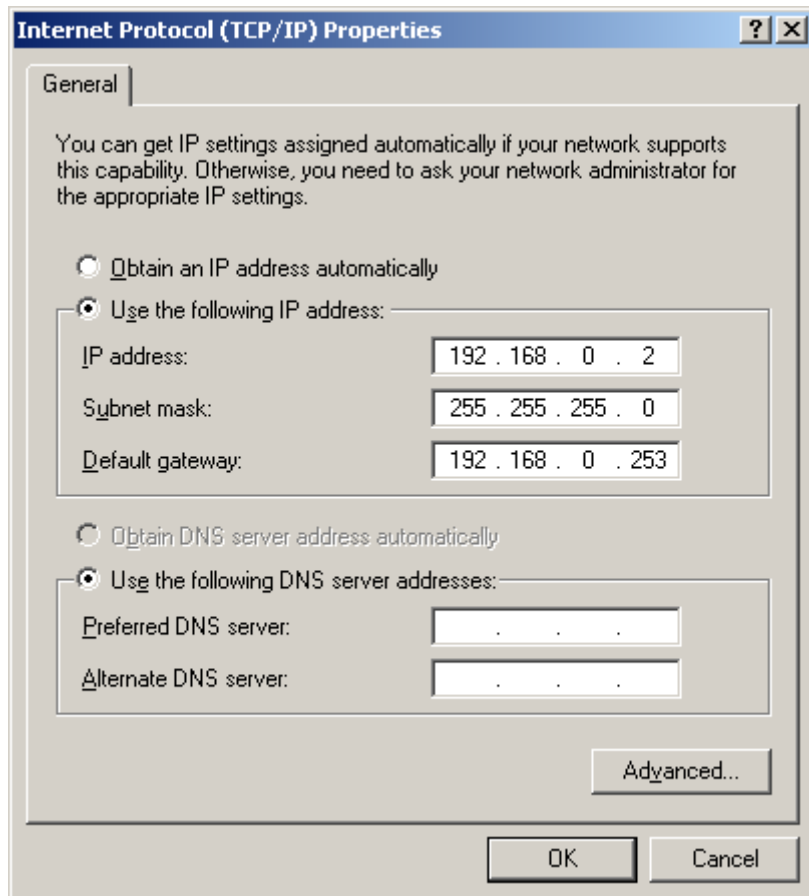 Internet Protocol (TCP/IP) Properties
General
You can get IP settings assigned automatically if your network supports
this capability. Otherwise, you need to ask your network administrator for
the appropriate IP settings.
Obtain an IP address automatically
Use the following IP address:
IP address: 192 . 168 . 0 . 2
Subnet mask: 255 . 255 . 255 . 0
Default gateway: 192 . 168 . 0 . 253
Obtain DNS server address automatically
Use the following DNS server addresses:
Preferred DNS server: . . .
Alternate DNS server: . . .
Advanced...
OK Cancel